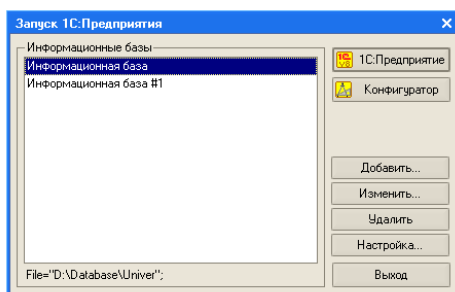 Запуск 1С:Предприятия
Информационные базы
Информационная база
Информационная база #1
1С:Предприятие
Конфигуратор
Добавить...
Изменить...
Удалить
Настройка...
Выход
File="D:\Database\Univer";